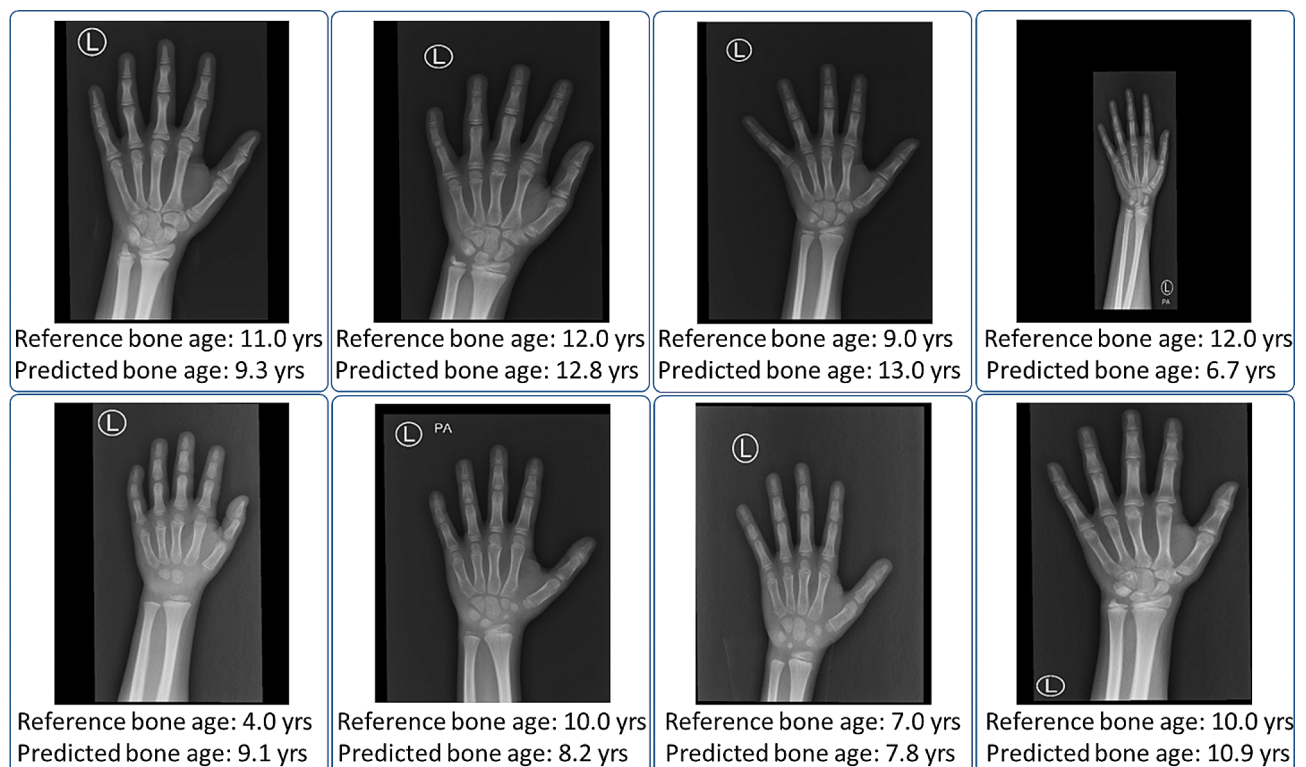 L
L
L
L
PA
Reference bone age: 11.0 yrs
Predicted bone age: 9.3 yrs
Reference bone age: 12.0 yrs
Predicted bone age: 12.8 yrs
Reference bone age: 9.0 yrs
Predicted bone age: 13.0 yrs
Reference bone age: 12.0 yrs
Predicted bone age: 6.7 yrs
L
L PA
L
L
Reference bone age: 4.0 yrs
Predicted bone age: 9.1 yrs
Reference bone age: 10.0 yrs
Predicted bone age: 8.2 yrs
Reference bone age: 7.0 yrs
Predicted bone age: 7.8 yrs
Reference bone age: 10.0 yrs
Predicted bone age: 10.9 yrs